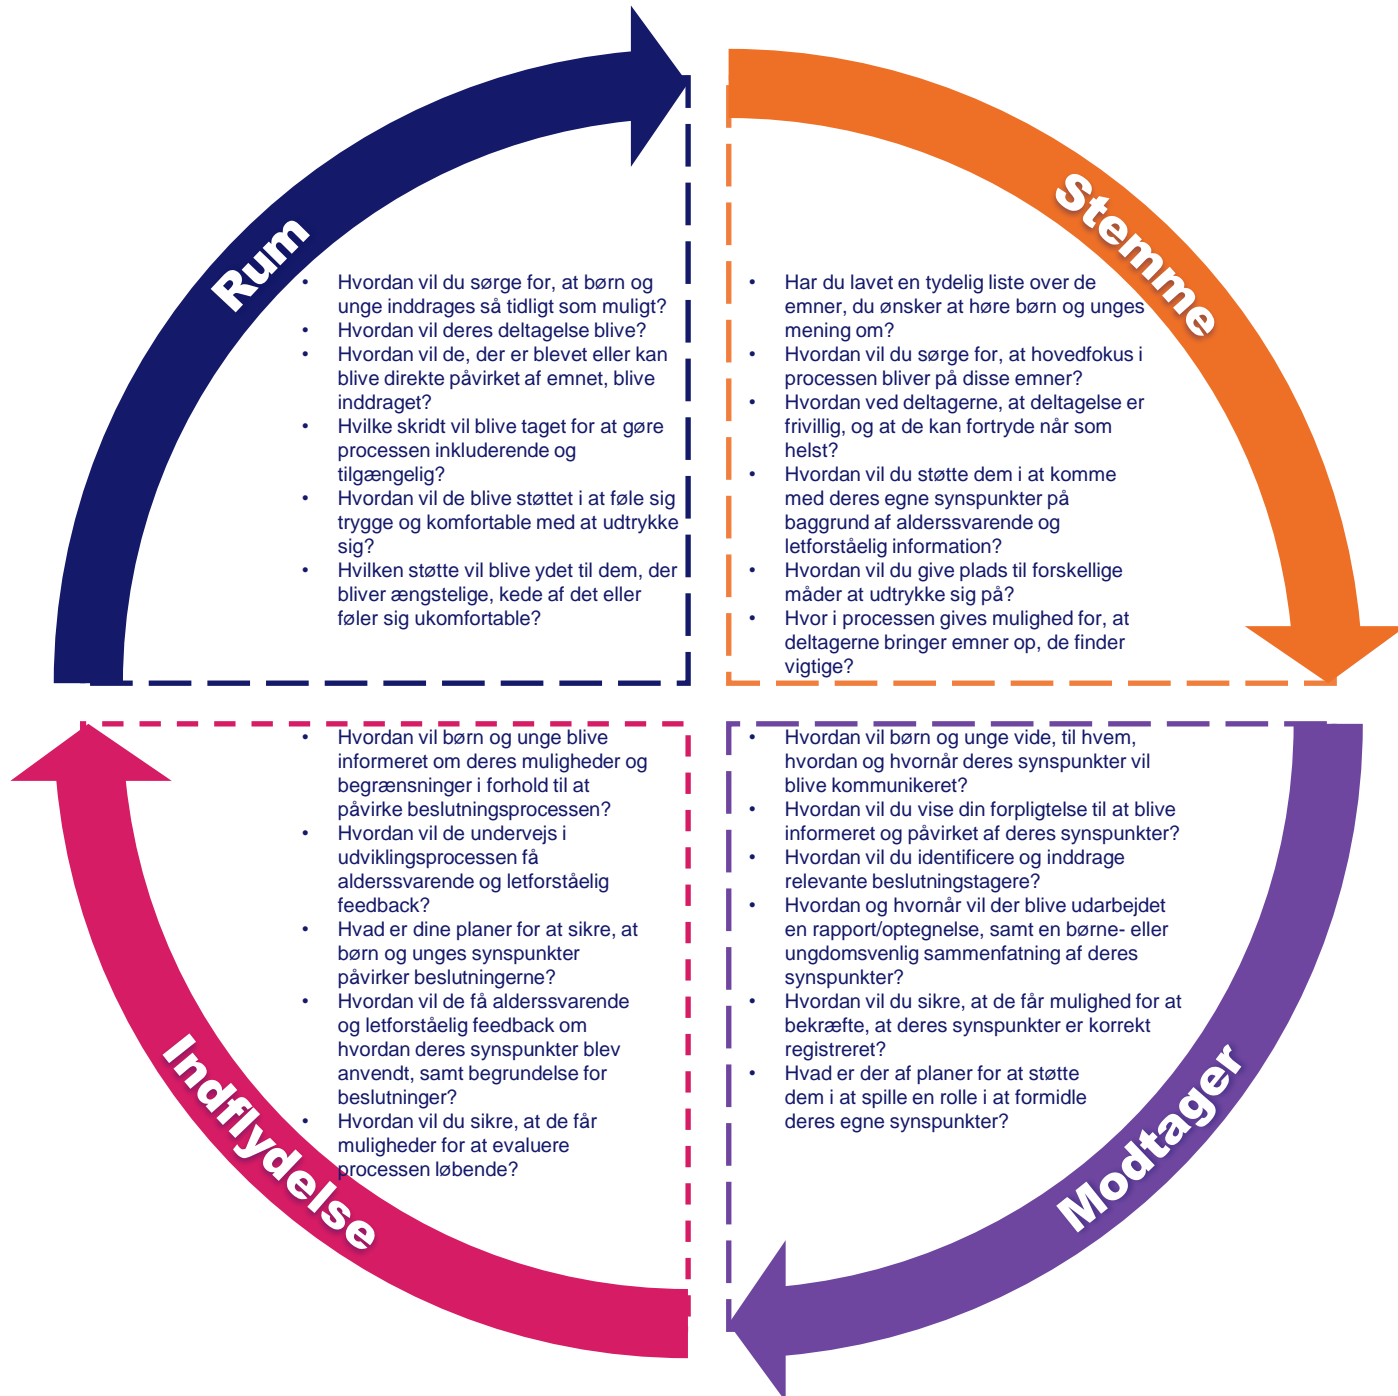 Rum
• Hvordan vil du sørge for, at børn og
unge inddrages så tidligt som muligt?
• Hvordan vil deres deltagelse blive?
• Hvordan vil de, der er blevet eller kan
blive direkte påvirket af emnet, blive
inddraget?
• Hvilke skridt vil blive taget for at gøre
processen inkluderende og
tilgængelig?
• Hvordan vil de blive støttet i at føle sig
trygge og komfortable med at udtrykke
sig?
• Hvilken støtte vil blive ydet til dem, der
bliver ængstelige, kede af det eller
føler sig ukomfortable?
Stemme
• Har du lavet en tydelig liste over de
emner, du ønsker at høre børn og unges
mening om?
• Hvordan vil du sørge for, at hovedfokus i
processen bliver på disse emner?
• Hvordan ved deltagerne, at deltagelse er
frivillig, og at de kan fortryde når som
helst?
• Hvordan vil du støtte dem i at komme
med deres egne synspunkter på
baggrund af alderssvarende og
letforståelig information?
• Hvordan vil du give plads til forskellige
måder at udtrykke sig på?
• Hvor i processen gives mulighed for, at
deltagerne bringer emner op, de finder
vigtige?
Indflydelse
• Hvordan vil børn og unge blive
informeret om deres muligheder og
begrænsninger i forhold til at
påvirke beslutningsprocessen?
• Hvordan vil de undervejs i
udviklingsprocessen få
alderssvarende og letforståelig
feedback?
• Hvad er dine planer for at sikre, at
børn og unges synspunkter
påvirker beslutningerne?
• Hvordan vil de få alderssvarende
og letforståelig feedback om
hvordan deres synspunkter blev
anvendt, samt begrundelse for
beslutninger?
• Hvordan vil du sikre, at de får
muligheder for at evaluere
processen løbende?
Modtager
• Hvordan vil børn og unge vide, til hvem,
hvordan og hvornår deres synspunkter vil
blive kommunikeret?
• Hvordan vil du vise din forpligtelse til at blive
informeret og påvirket af deres synspunkter?
• Hvordan vil du identificere og inddrage
relevante beslutningstagere?
• Hvordan og hvornår vil der blive udarbejdet
en rapport/optegnelse, samt en børne- eller
ungdomsvenlig sammenfatning af deres
synspunkter?
• Hvordan vil du sikre, at de får mulighed for at
bekræfte, at deres synspunkter er korrekt
registreret?
• Hvad er der af planer for at støtte
dem i at spille en rolle i at formidle
deres egne synspunkter?